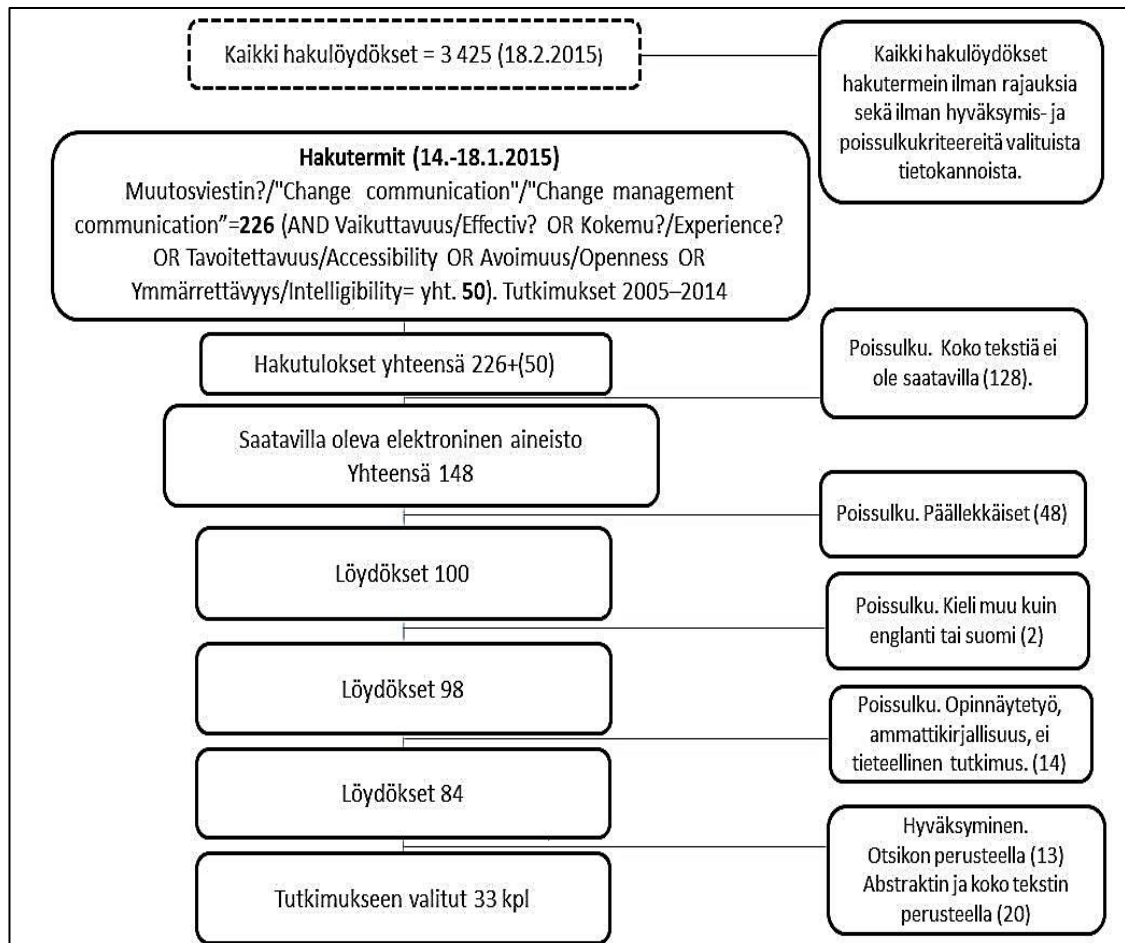 Kaikki hakulöydökset = 3 425 (18.2.2015)
Kaikki hakulöydökset
hakutermein ilman rajauksia
sekä ilman hyväksymis- ja
poissulkukriteereitä valituista
tietokannoista.
Hakutermit (14.-18.1.2015)
Muutosviestin?/"Change communication"/"Change management
communication"=226 (AND Vaikuttavuus/Effectiv? OR Kokemu?/Experience?
OR Tavoitettavuus/Accessibility OR Avoimuus/Openness OR
Ymmärrettävyys/Intelligibility= yht. 50). Tutkimukset 2005–2014
Hakutulokset yhteensä 226+(50)
Poissulku. Koko tekstiä ei
ole saatavilla (128).
Saatavilla oleva elektroninen aineisto
Yhteensä 148
Poissulku. Päällekkäiset (48)
Löydökset 100
Poissulku. Kieli muu kuin
englanti tai suomi (2)
Löydökset 98
Poissulku. Opinnäytetyö,
ammattikirjallisuus, ei
tieteellinen tutkimus. (14)
Löydökset 84
Hyväksyminen.
Otsikon perusteella (13)
Abstraktin ja koko tekstin
perusteella (20)
Tutkimukseen valitut 33 kpl